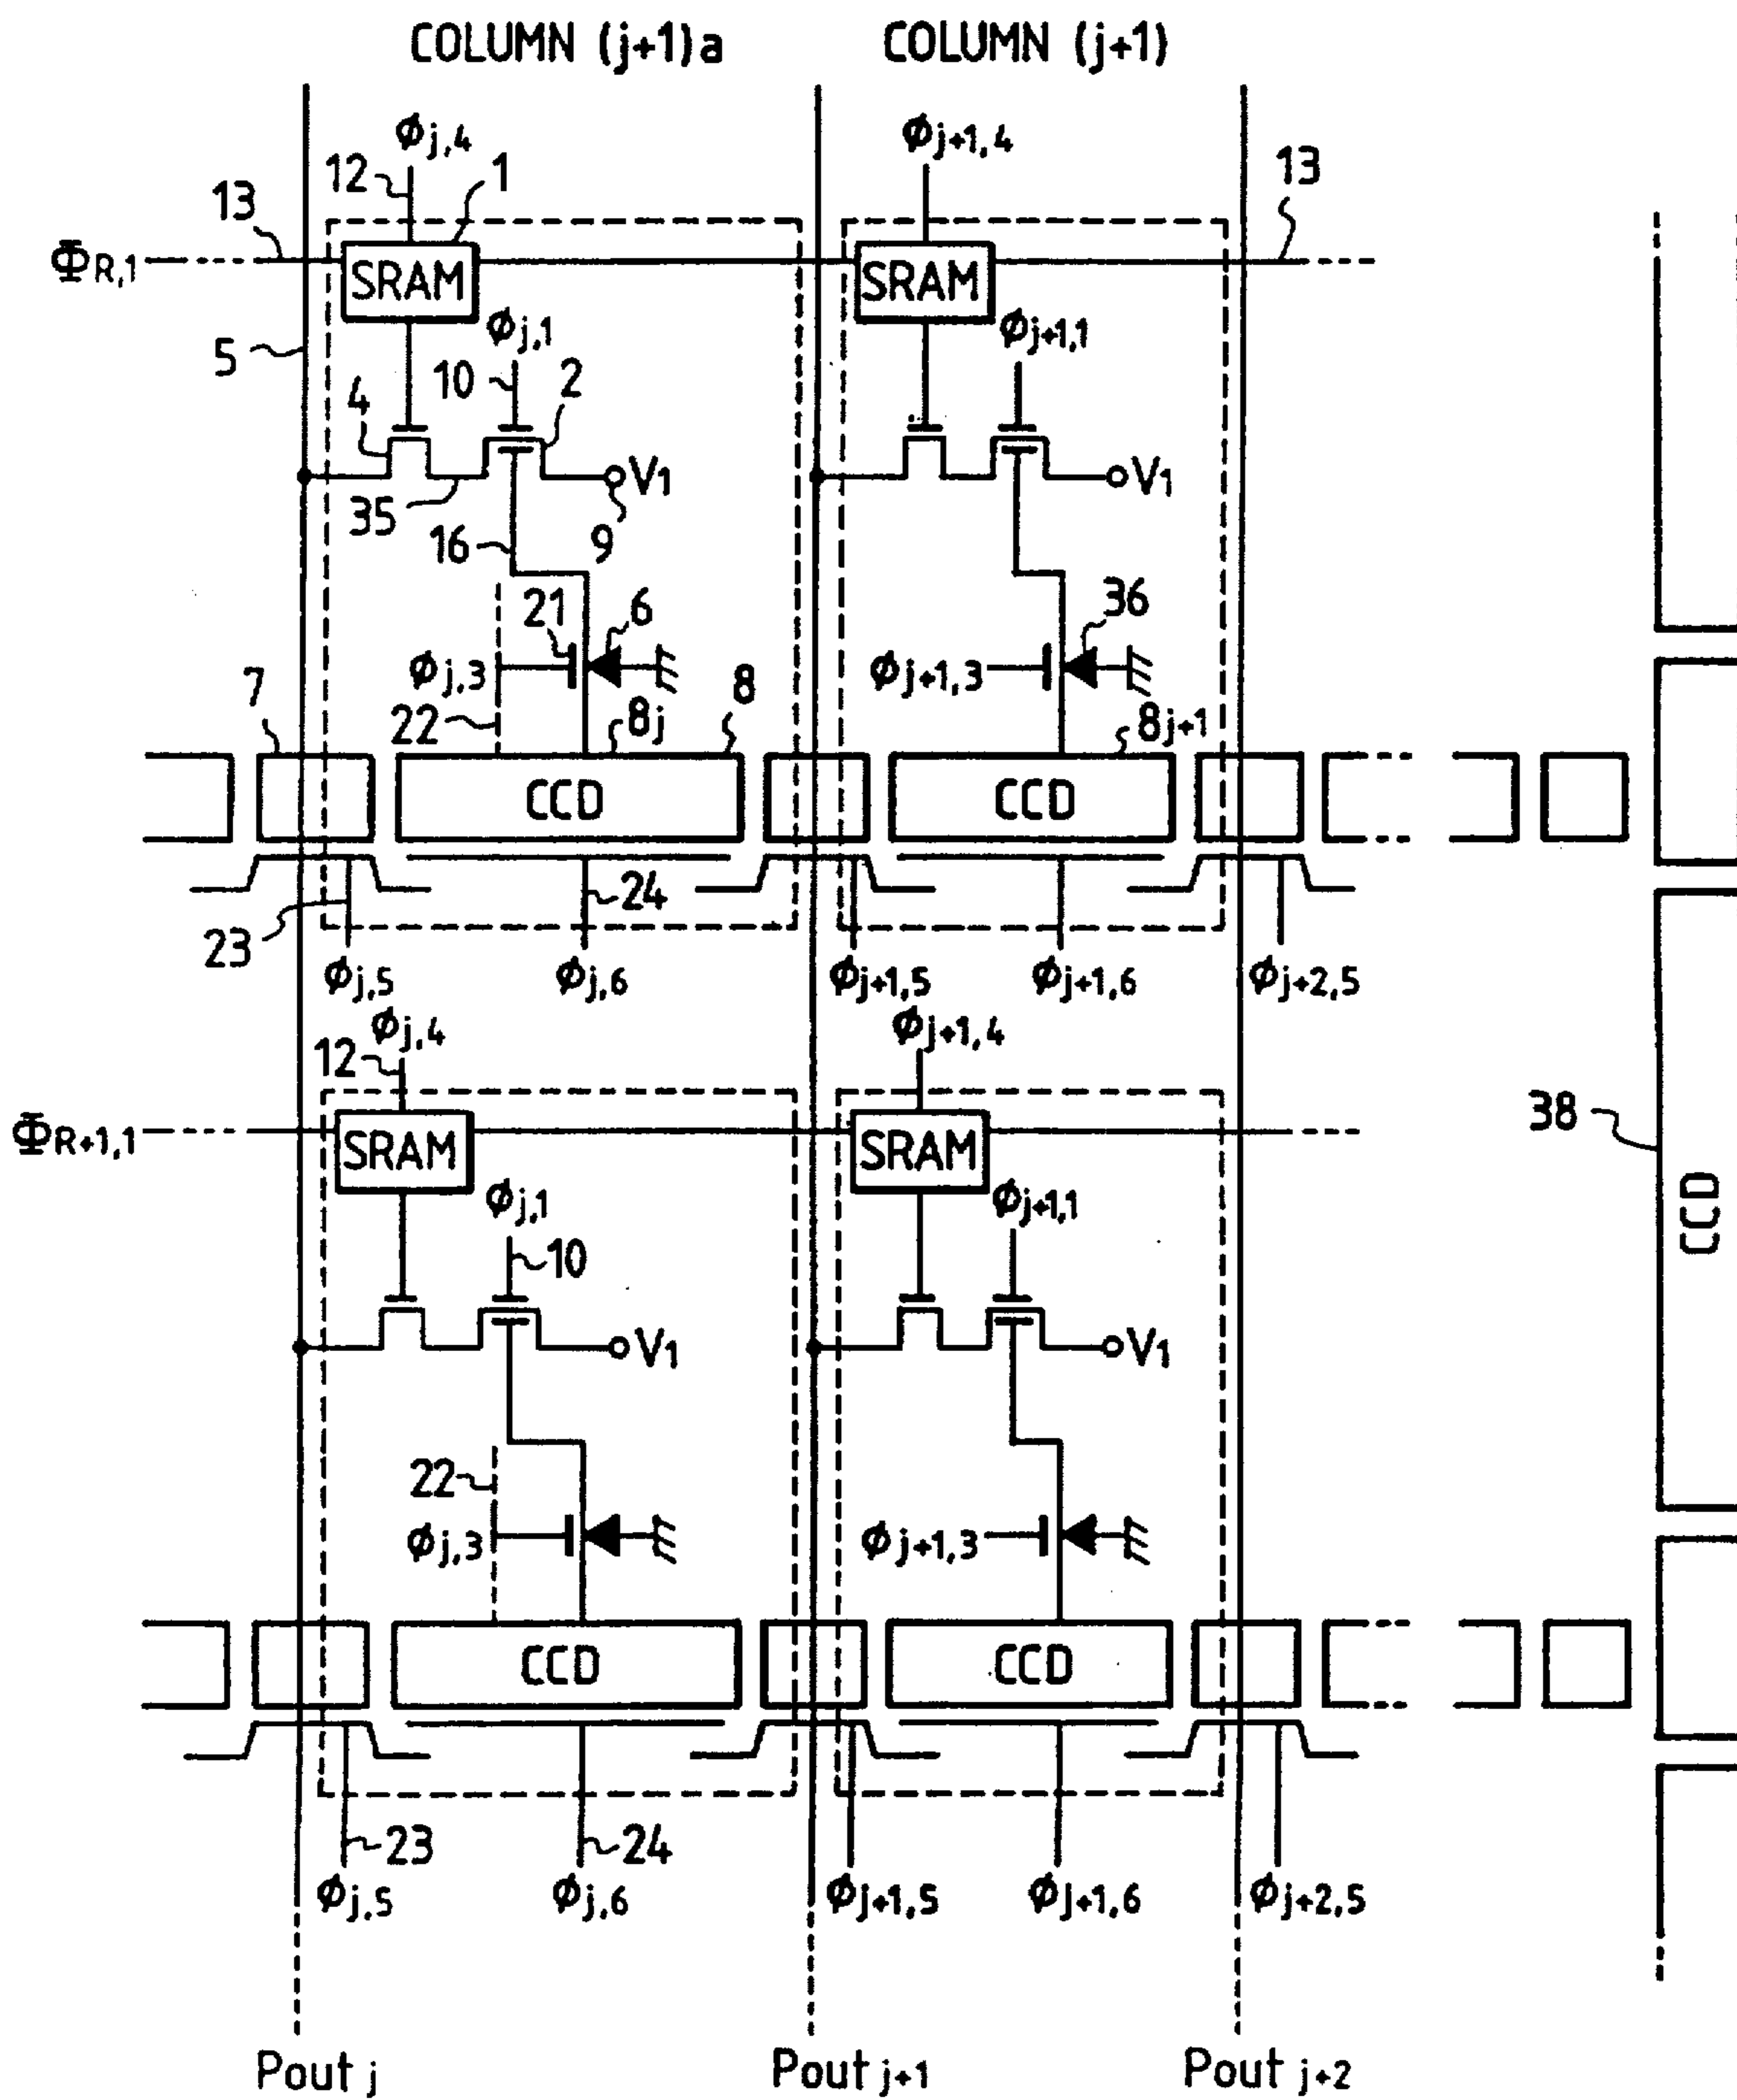 COLUMN (j+1)a COLUMN (j+1)
ϕj,4 ϕj+1,4
12 1 13
13
ΦR,1 SRAM SRAM
ϕj,1 ϕj+1,1
5 10 2
4
V1 V1
35
16 9
21 6 36
ϕj,3 ϕj+1,3
7 22 8j 8 8j+1
CCD CCD
24
23
ϕj,5 ϕj,6 ϕj+1,5 ϕj+1,6 ϕj+2,5
ϕj,4 ϕj+1,4
12
38
ΦR+1,1 SRAM SRAM
CCD
ϕj,1 ϕj+1,1
10
V1 V1
22
ϕj,3 ϕj+1,3
CCD CCD
23 24
ϕj,5 ϕj,6 ϕj+1,5 ϕj+1,6 ϕj+2,5
Pout j Pout j+1 Pout j+2